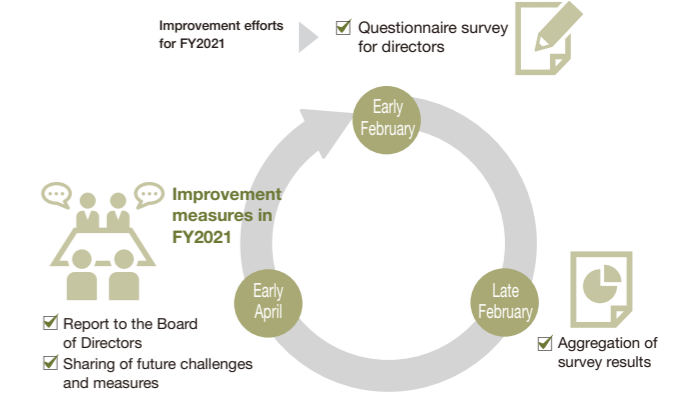 Improvement efforts
for FY2021
Questionnaire survey
for directors
Early
February
Improvement
measures in
FY2021
Early
April
Late
February
Report to the Board
of Directors
Sharing of future challenges
and measures
Aggregation of
survey results